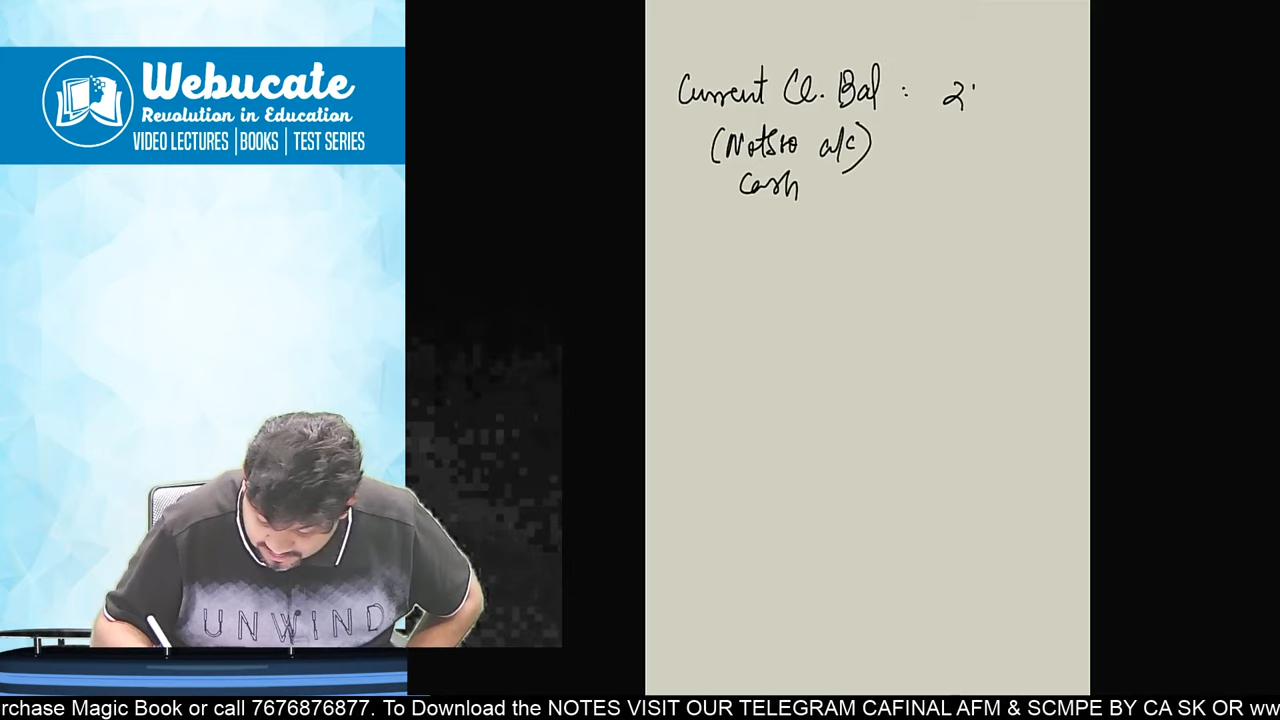 Webucate
Revolution in Education
VIDEO LECTURES | BOOKS | TEST SERIES
Current Cl. Bal : 2
(Nostro a/c)
Cash
UNWIND
rchase Magic Book or call 7676876877. To Download the NOTES VISIT OUR TELEGRAM CAFINAL AFM & SCMPE BY CA SK OR ww